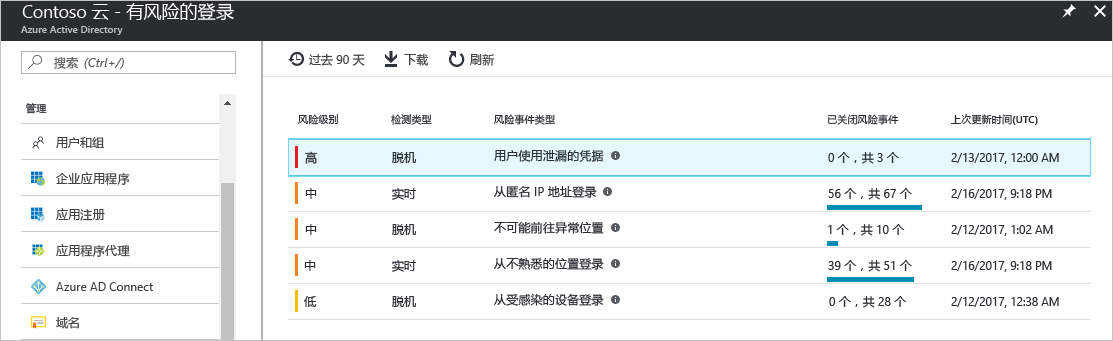 Contoso 云 - 有风险的登录
Azure Active Directory
搜索 (Ctrl+/)
管理
用户和组
企业应用程序
应用注册
应用程序代理
Azure AD Connect
域名
过去 90 天 下载 刷新
风险级别 检测类型 风险事件类型 已关闭风险事件 上次更新时间(UTC)
高 脱机 用户使用泄漏的凭据 0 个，共 3 个 2/13/2017, 12:00 AM
中 实时 从匿名 IP 地址登录 56 个，共 67 个 2/16/2017, 9:18 PM
中 脱机 不可能前往异常位置 1 个，共 10 个 2/12/2017, 1:02 AM
中 实时 从不熟悉的位置登录 39 个，共 51 个 2/16/2017, 9:18 PM
低 脱机 从受感染的设备登录 0 个，共 28 个 2/12/2017, 12:38 AM